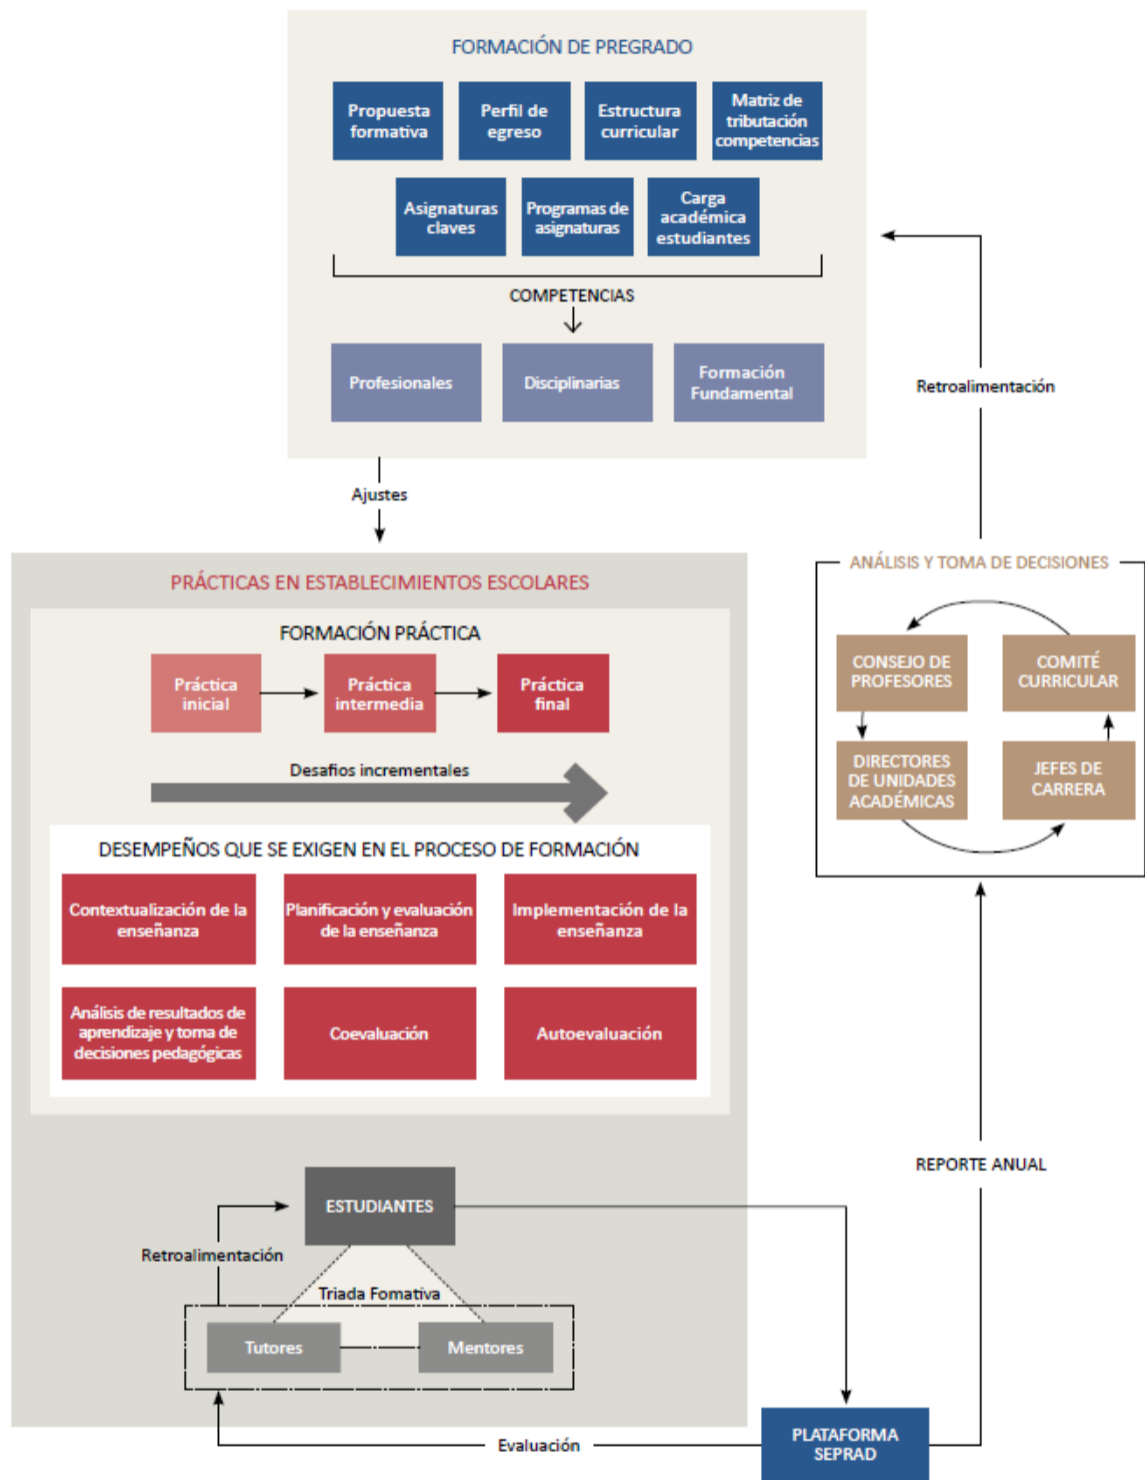 FORMACIÓN DE PREGRADO
Propuesta
formativa
Perfil de
egreso
Estructura
curricular
Matriz de
tributación
competencias
Asignaturas
claves
Programas de
asignaturas
Carga
académica
estudiantes
COMPETENCIAS
Profesionales
Disciplinarias
Formación
Fundamental
Retroalimentación
Ajustes
PRÁCTICAS EN ESTABLECIMIENTOS ESCOLARES
FORMACIÓN PRÁCTICA
Práctica
inicial
Práctica
intermedia
Práctica
final
Desafios incrementales
DESEMPEÑOS QUE SE EXIGEN EN EL PROCESO DE FORMACIÓN
Contextualización de la
enseñanza
Planificación y evaluación
de la enseñanza
Implementación de la
enseñanza
Análisis de resultados de
aprendizaje y toma de
decisiones pedagógicas
Coevaluación
Autoevaluación
ANÁLISIS Y TOMA DE DECISIONES
CONSEJO DE
PROFESORES
COMITÉ
CURRICULAR
DIRECTORES
DE UNIDADES
ACADÉMICAS
JEFES DE
CARRERA
REPORTE ANUAL
ESTUDIANTES
Retroalimentación
Triada Fomativa
Tutores
Mentores
Evaluación
PLATAFORMA
SEPRAD